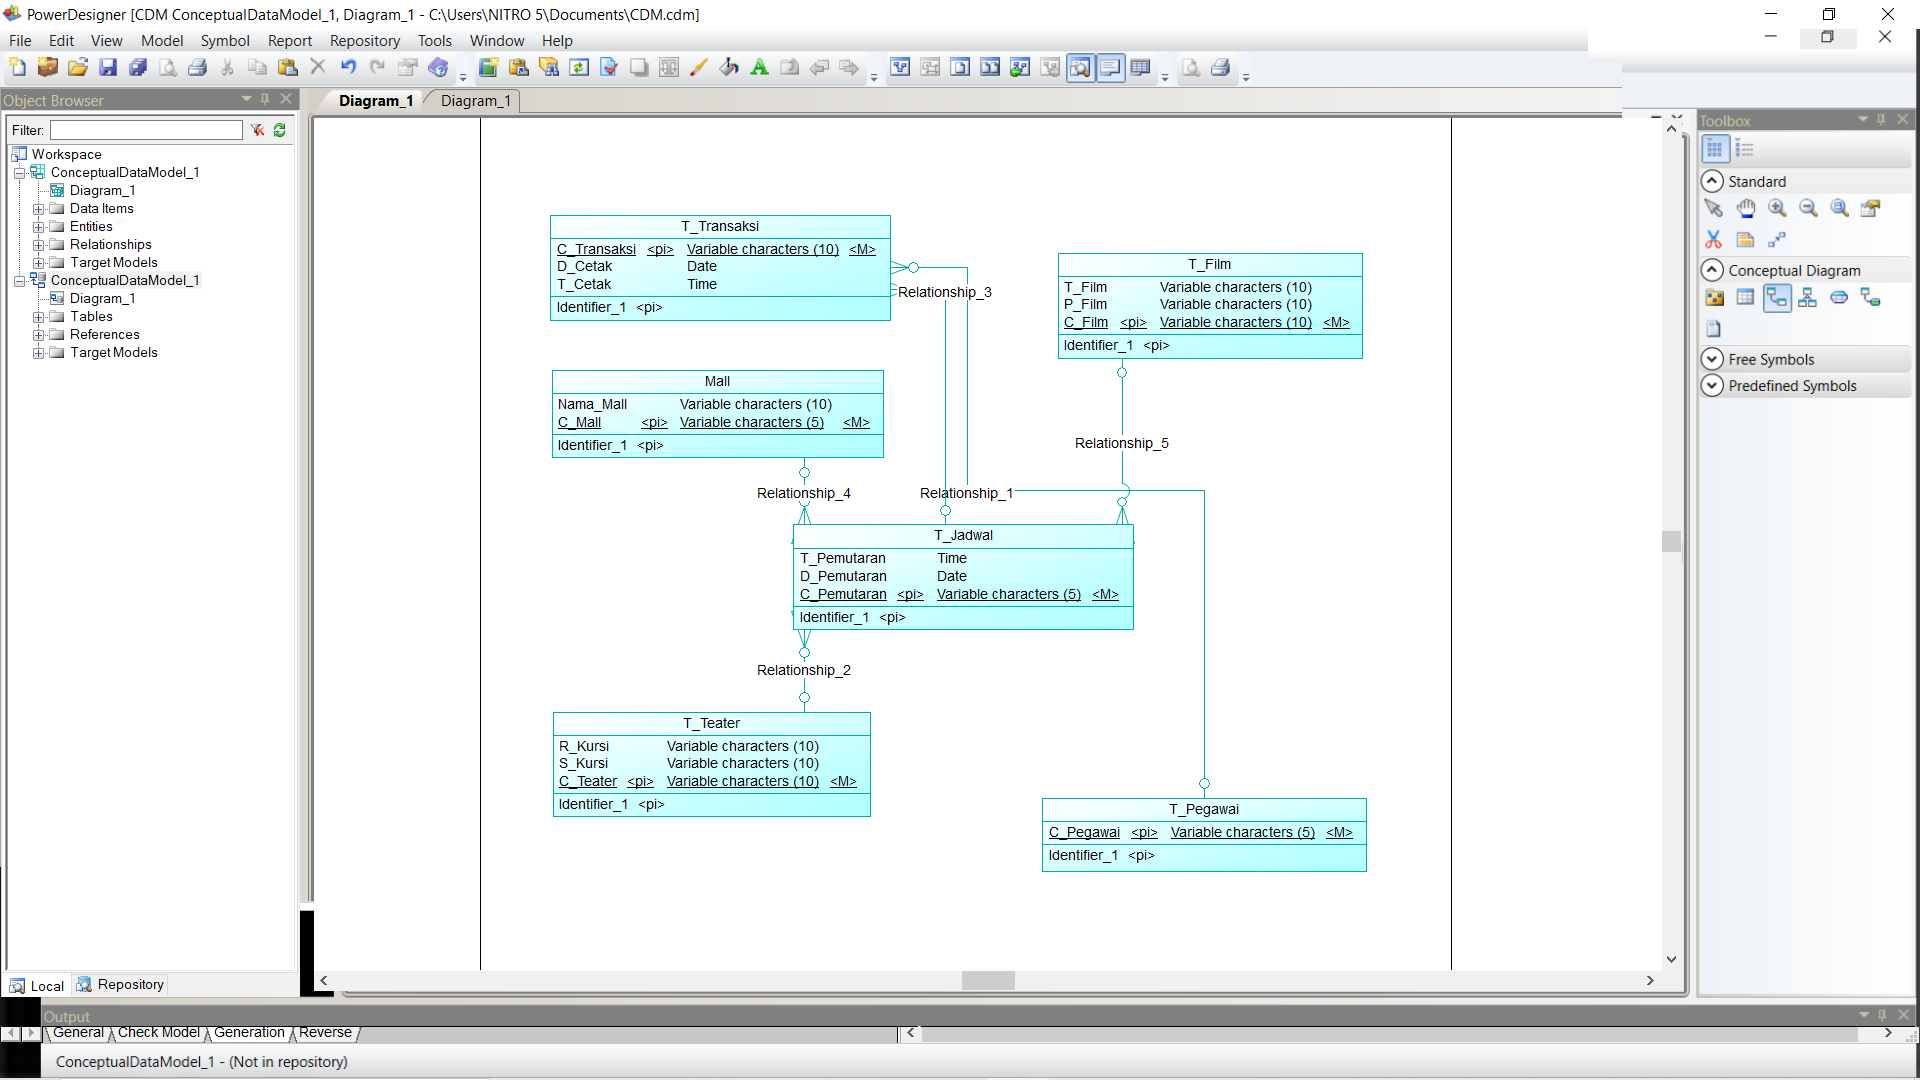 PowerDesigner [CDM ConceptualDataModel_1, Diagram_1 - C:\Users\NITRO 5\Documents\CDM.cdm]
File Edit View Model Symbol Report Repository Tools Window Help
Object Browser
Filter:
Workspace
ConceptualDataModel_1
Diagram_1
Data Items
Entities
Relationships
Target Models
ConceptualDataModel_1
Diagram_1
Tables
References
Target Models
Local Repository
Diagram_1 Diagram_1
T_Transaksi
C_Transaksi <pi> Variable characters (10) <M>
D_Cetak Date
T_Cetak Time
Identifier_1 <pi>
Relationship_3
T_Film
T_Film Variable characters (10)
P_Film Variable characters (10)
C_Film <pi> Variable characters (10) <M>
Identifier_1 <pi>
Mall
Nama_Mall Variable characters (10)
C_Mall <pi> Variable characters (5) <M>
Identifier_1 <pi>
Relationship_5
Relationship_4 Relationship_1
T_Jadwal
T_Pemutaran Time
D_Pemutaran Date
C_Pemutaran <pi> Variable characters (5) <M>
Identifier_1 <pi>
Relationship_2
T_Teater
R_Kursi Variable characters (10)
S_Kursi Variable characters (10)
C_Teater <pi> Variable characters (10) <M>
Identifier_1 <pi>
T_Pegawai
C_Pegawai <pi> Variable characters (5) <M>
Identifier_1 <pi>
Toolbox
Standard
Conceptual Diagram
Free Symbols
Predefined Symbols
Output
General Check Model Generation Reverse
ConceptualDataModel_1 - (Not in repository)